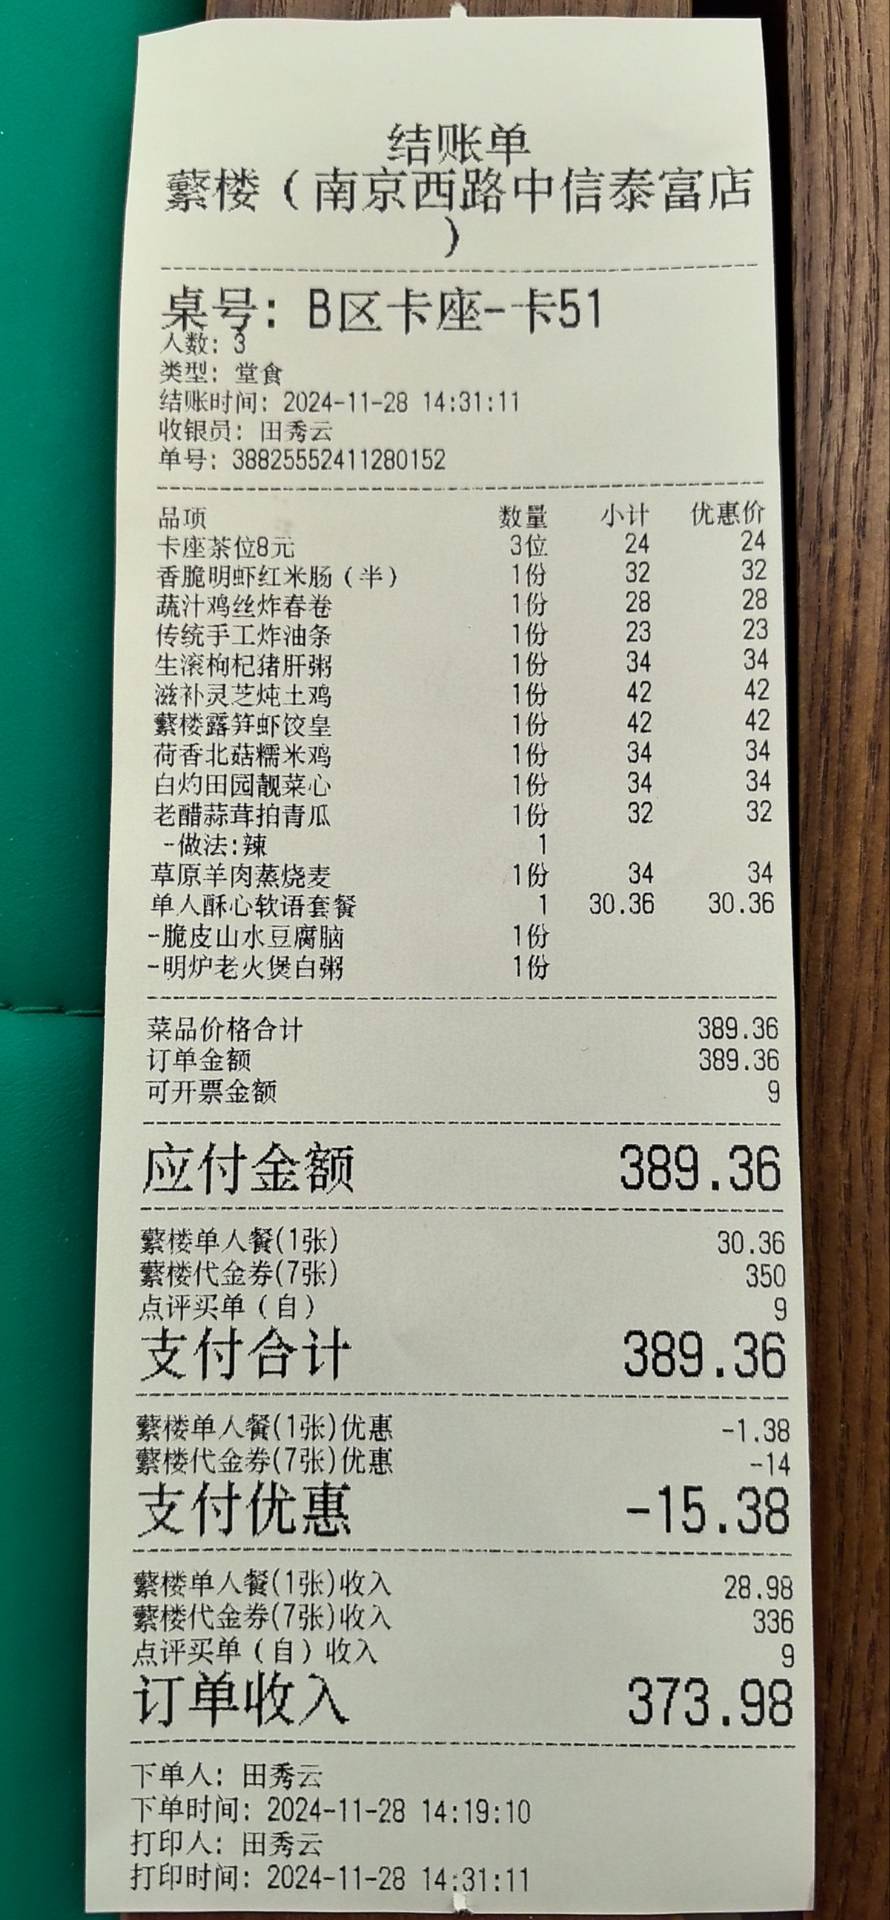 结账单
蘩楼（南京西路中信泰富店
）
桌号: B区卡座-卡51
人数: 3
类型: 堂食
结账时间: 2024-11-28 14:31:11
收银员: 田秀云
单号: 38825552411280152
品项 数量 小计 优惠价
卡座茶位8元 3位 24 24
香脆明虾红米肠（半） 1份 32 32
蔬汁鸡丝炸春卷 1份 28 28
传统手工炸油条 1份 23 23
生滚枸杞猪肝粥 1份 34 34
滋补灵芝炖土鸡 1份 42 42
蘩楼露笋虾饺皇 1份 42 42
荷香北菇糯米鸡 1份 34 34
白灼田园靓菜心 1份 34 34
老醋蒜茸拍青瓜 1份 32 32
-做法:辣 1
草原羊肉蒸烧麦 1份 34 34
单人酥心软语套餐 1 30.36 30.36
-脆皮山水豆腐脑 1份
-明炉老火煲白粥 1份
菜品价格合计 389.36
订单金额 389.36
可开票金额 9
应付金额 389.36
蘩楼单人餐(1张) 30.36
蘩楼代金券(7张) 350
点评买单（自） 9
支付合计 389.36
蘩楼单人餐(1张)优惠 -1.38
蘩楼代金券(7张)优惠 -14
支付优惠 -15.38
蘩楼单人餐(1张)收入 28.98
蘩楼代金券(7张)收入 336
点评买单（自）收入 9
订单收入 373.98
下单人: 田秀云
下单时间: 2024-11-28 14:19:10
打印人: 田秀云
打印时间: 2024-11-28 14:31:11